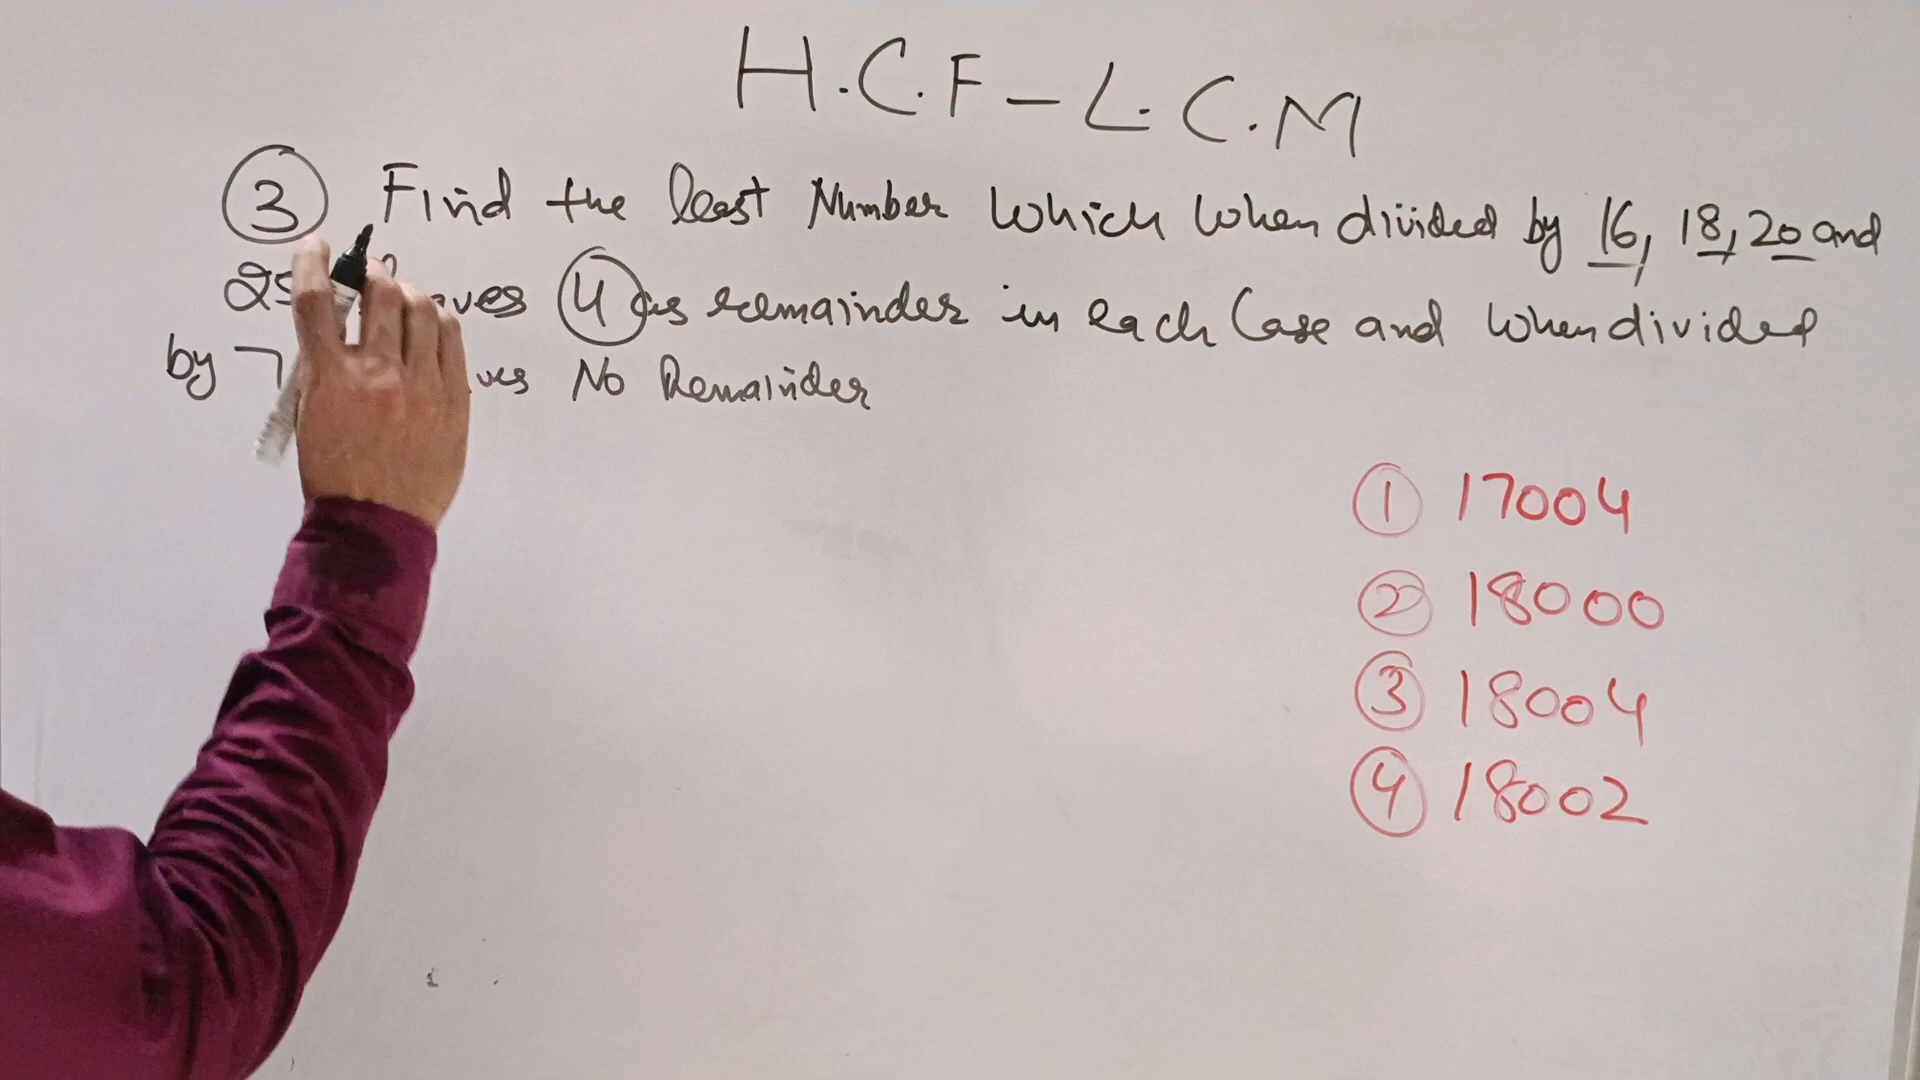 H.C.F - L.C.M
③ Find the least Number which when divided by 16, 18, 20 and
25 ④ as remainder in each Case and when divided
by 7 No Remainder
① 17004
② 18000
③ 18004
④ 18002